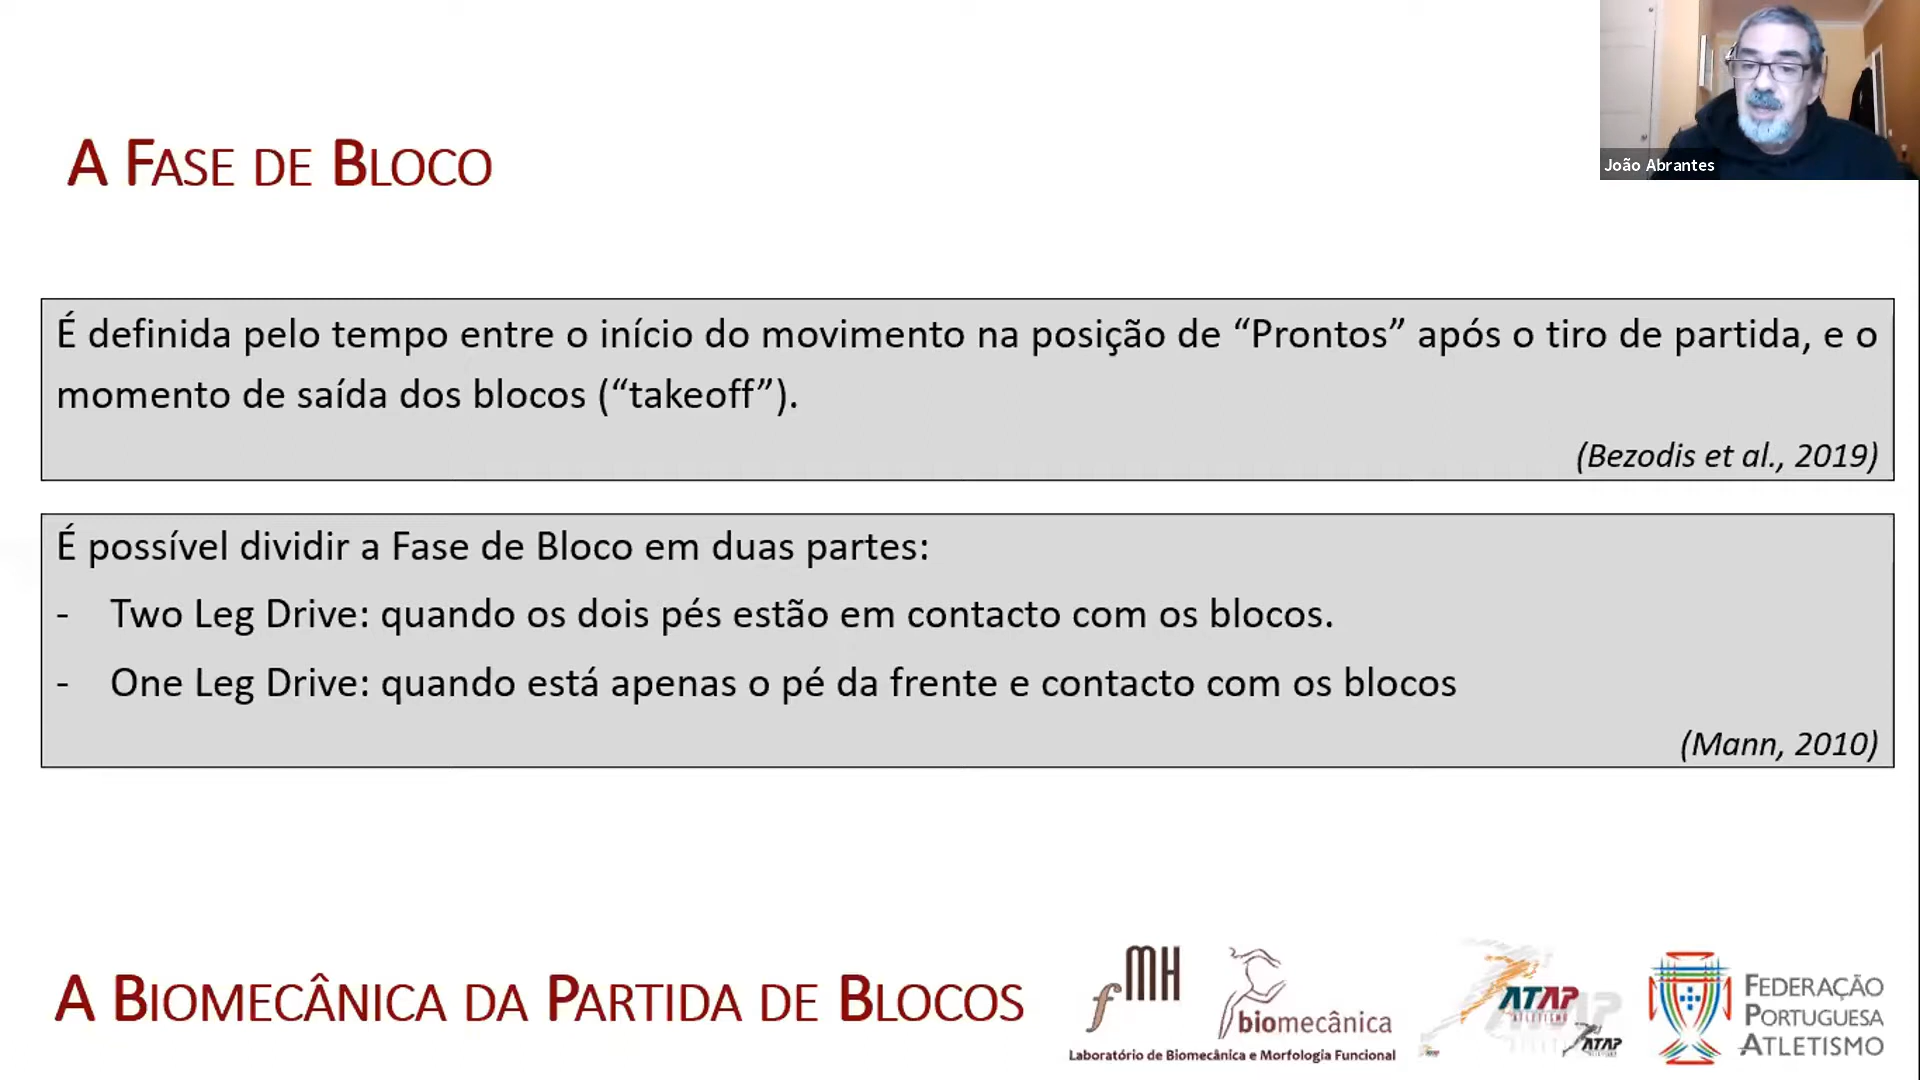 João Abrantes
A FASE DE BLOCO
É definida pelo tempo entre o início do movimento na posição de “Prontos” após o tiro de partida, e o
momento de saída dos blocos (“takeoff”).
(Bezodis et al., 2019)
É possível dividir a Fase de Bloco em duas partes:
- Two Leg Drive: quando os dois pés estão em contacto com os blocos.
- One Leg Drive: quando está apenas o pé da frente e contacto com os blocos
(Mann, 2010)
A BIOMECÂNICA DA PARTIDA DE BLOCOS
fMH
biomecânica
Laboratório de Biomecânica e Morfologia Funcional
ATAP
ATLETISMO
ATAP
FEDERAÇÃO
PORTUGUESA
ATLETISMO